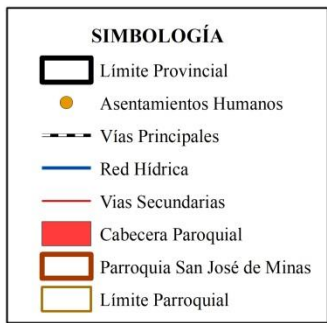 SIMBOLOGÍA
Límite Provincial
Asentamientos Humanos
Vías Principales
Red Hídrica
Vias Secundarias
Cabecera Paroquial
Parroquia San José de Minas
Límite Parroquial